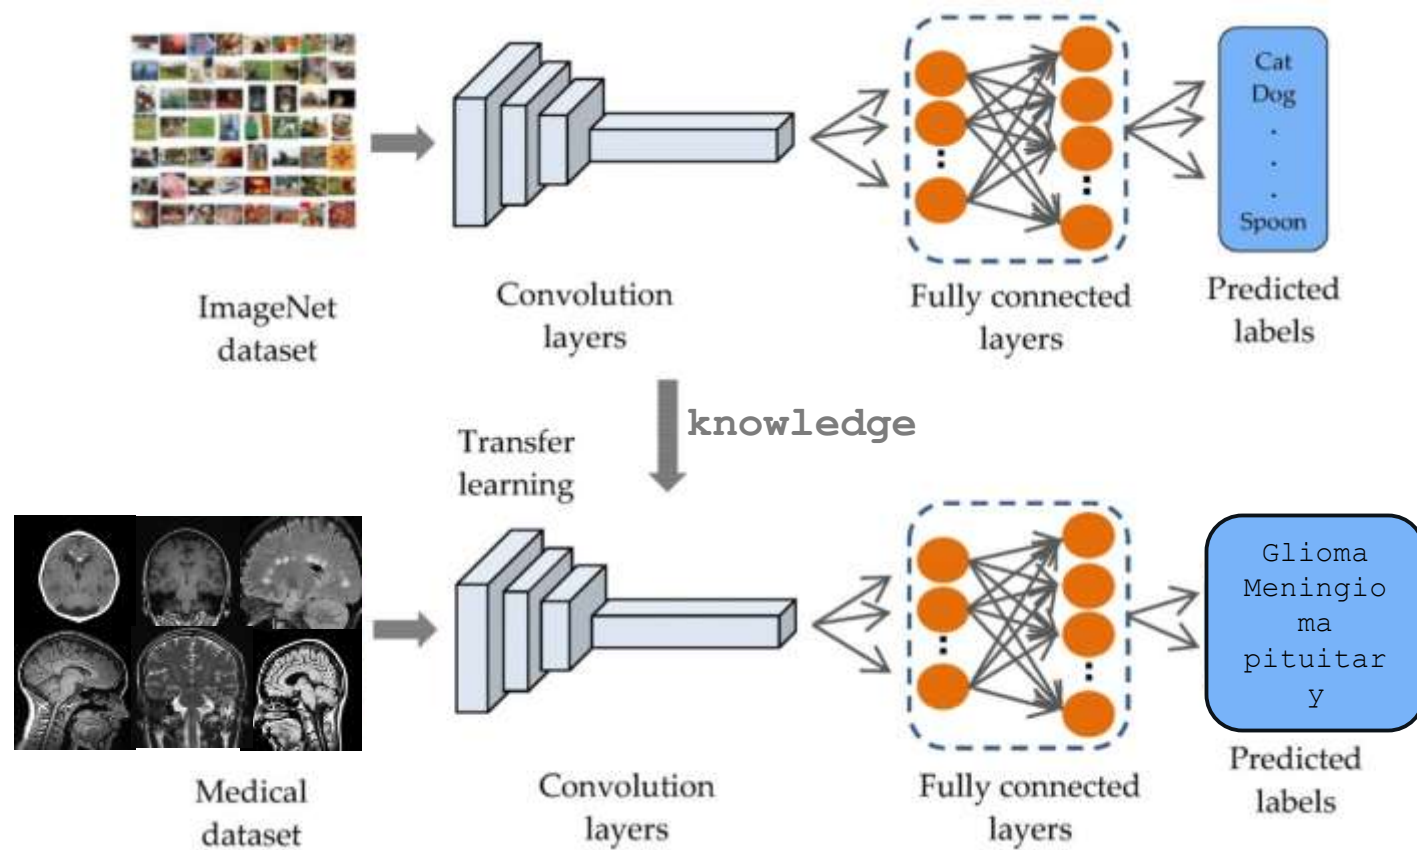 Cat
Dog
.
.
.
Spoon
ImageNet
dataset
Convolution
layers
Fully connected
layers
Predicted
labels
knowledge
Transfer
learning
Glioma
Meningio
ma
pituitar
y
Medical
dataset
Convolution
layers
Fully connected
layers
Predicted
labels